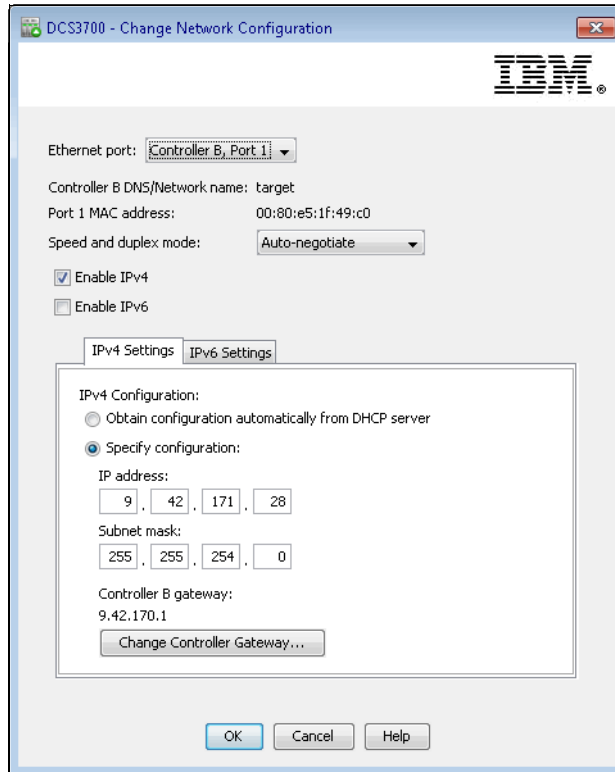 DCS3700 - Change Network Configuration
IBM®
Ethernet port: Controller B, Port 1
Controller B DNS/Network name: target
Port 1 MAC address: 00:80:e5:1f:49:c0
Speed and duplex mode: Auto-negotiate
Enable IPv4
Enable IPv6
IPv4 Settings IPv6 Settings
IPv4 Configuration:
Obtain configuration automatically from DHCP server
Specify configuration:
IP address:
9 . 42 . 171 . 28
Subnet mask:
255 . 255 . 254 . 0
Controller B gateway:
9.42.170.1
Change Controller Gateway...
OK Cancel Help